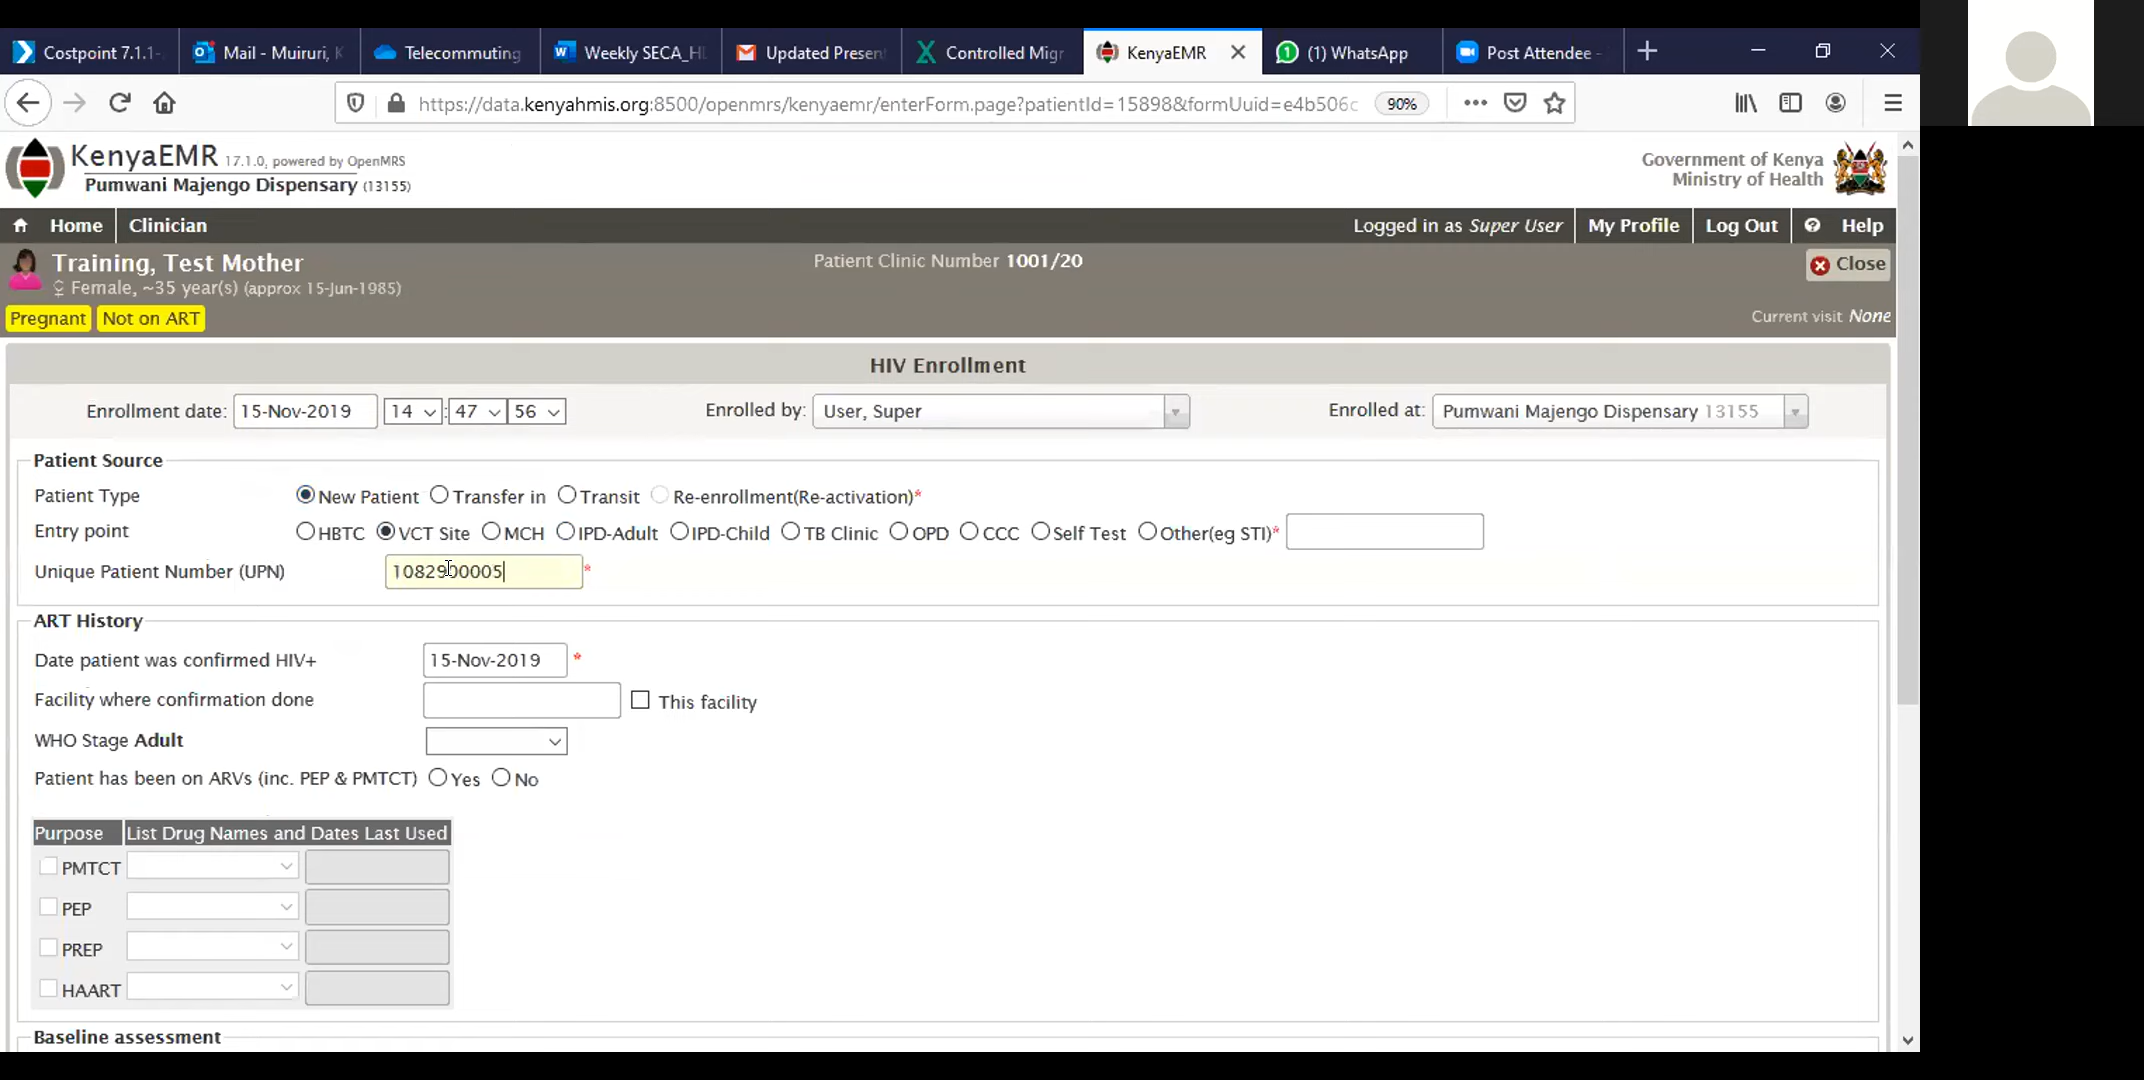 Costpoint 7.1.1- Mail - Muiruri, K Telecommuting Weekly SECA_HI Updated Presen Controlled Migr KenyaEMR (1) WhatsApp Post Attendee -
https://data.kenyahmis.org:8500/openmrs/kenyaemr/enterForm.page?patientId=15898&formUuid=e4b506c 90%
KenyaEMR 17.1.0, powered by OpenMRS
Pumwani Majengo Dispensary (13155)
Government of Kenya
Ministry of Health
Home Clinician Logged in as Super User My Profile Log Out Help
Training, Test Mother Patient Clinic Number 1001/20 Close
Female, ~35 year(s) (approx 15-Jun-1985)
Pregnant Not on ART Current visit None
HIV Enrollment
Enrollment date: 15-Nov-2019 14 : 47 56 Enrolled by: User, Super Enrolled at: Pumwani Majengo Dispensary 13155
Patient Source
Patient Type New Patient Transfer in Transit Re-enrollment(Re-activation)*
Entry point HBTC VCT Site MCH IPD-Adult IPD-Child TB Clinic OPD CCC Self Test Other(eg STI)*
Unique Patient Number (UPN) 1082900005 *
ART History
Date patient was confirmed HIV+ 15-Nov-2019 *
Facility where confirmation done This facility
WHO Stage Adult
Patient has been on ARVs (inc. PEP & PMTCT) Yes No
Purpose List Drug Names and Dates Last Used
PMTCT
PEP
PREP
HAART
Baseline assessment